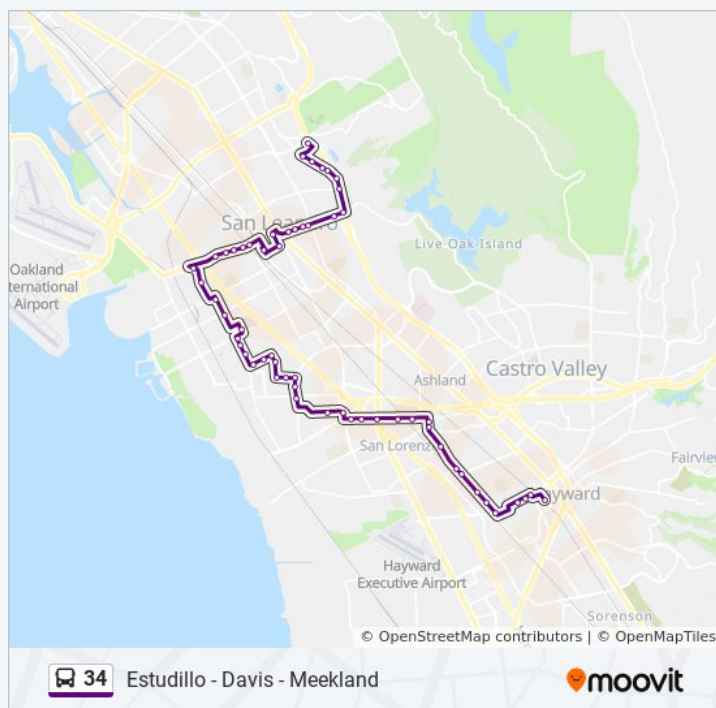 San Leandro
Live Oak Island
Oakland
International
Airport
Castro Valley
Ashland
San Lorenzo
Fairview
Hayward
Hayward
Executive Airport
Sorenson
© OpenStreetMap contributors | © OpenMapTiles
34 Estudillo - Davis - Meekland
moovit